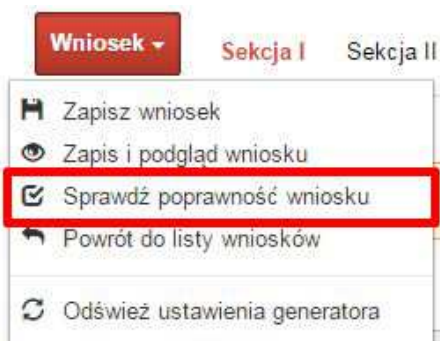 Wniosek Sekcja I Sekcja II
Zapisz wniosek
Zapis i podgląd wniosku
Sprawdź poprawność wniosku
Powrót do listy wniosków
Odśwież ustawienia generatora